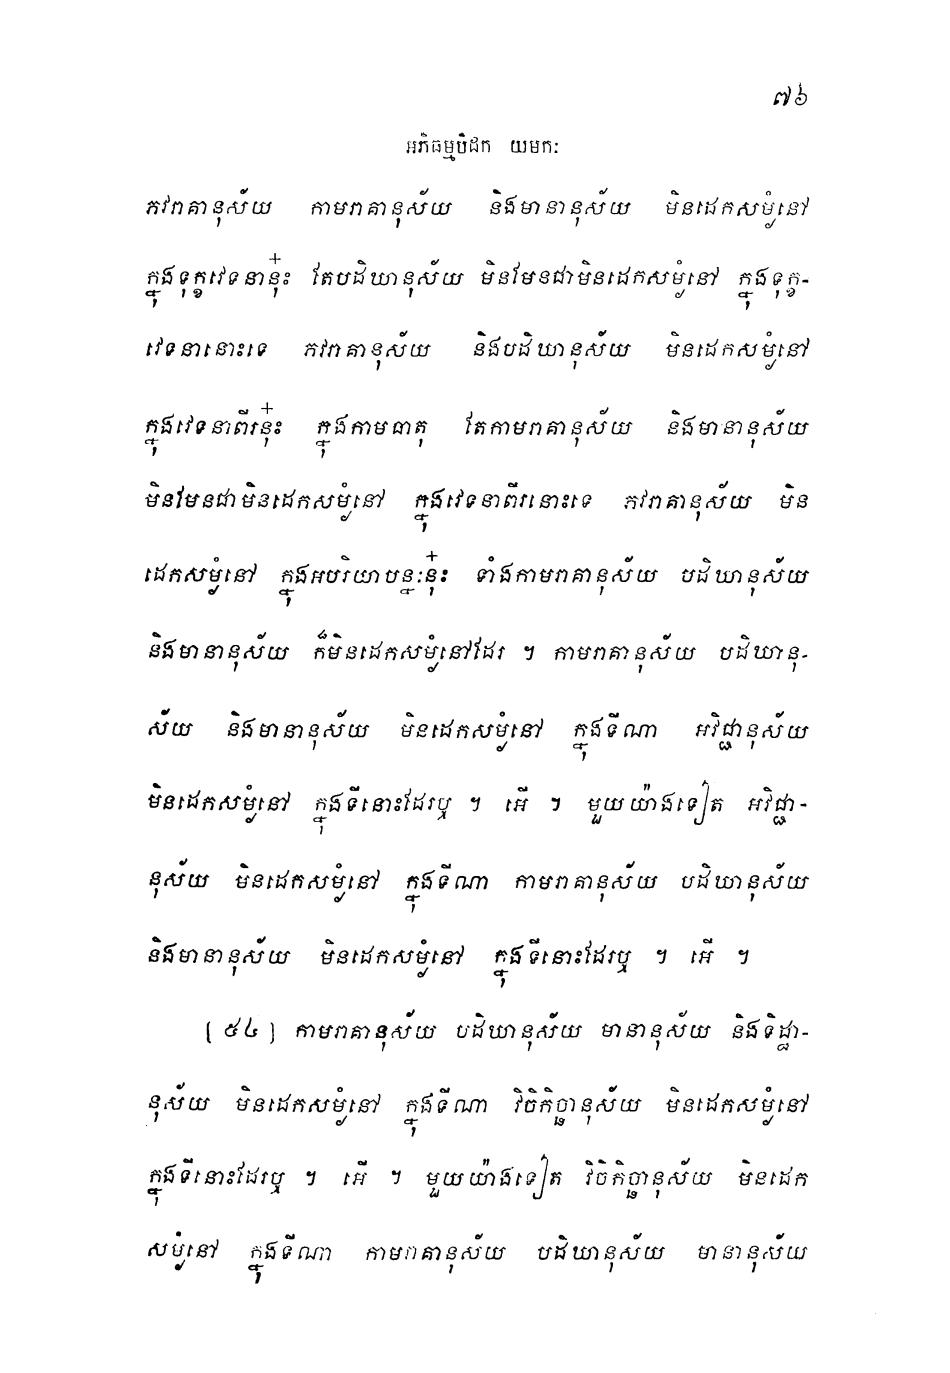 ៧៦
អភិធម្មបិដក យមកៈ
ភវរាគានុស័យ កាមរាគានុស័យ និងមានានុស័យ មិនដេកសម្ងំនៅ
ក្នុងទុក្ខវេទនានុ៎ះ តែបដិឃានុស័យ មិនមែនជាមិនដេកសម្ងំនៅ ក្នុងទុក្ខ-
វេទនានោះទេ ភវរាគានុស័យ និងបដិឃានុស័យ មិនដេកសម្ងំនៅ
ក្នុងវេទនាពីរនុ៎ះ ក្នុងកាមធាតុ តែកាមរាគានុស័យ និងមានានុស័យ
មិនមែនជាមិនដេកសម្ងំនៅ ក្នុងវេទនាពីរនោះទេ ភវរាគានុស័យ មិន
ដេកសម្ងំនៅ ក្នុងអបរិយាបន្នៈនុ៎ះ ទាំងកាមរាគានុស័យ បដិឃានុស័យ
និងមានានុស័យ ក៏មិនដេកសម្ងំនៅដែរ ។ កាមរាគានុស័យ បដិឃានុ-
ស័យ និងមានានុស័យ មិនដេកសម្ងំនៅ ក្នុងទីណា អវិជ្ជានុស័យ
មិនដេកសម្ងំនៅ ក្នុងទីនោះដែរឬ ។ អើ ។ មួយយ៉ាងទៀត អវិជ្ជា-
នុស័យ មិនដេកសម្ងំនៅ ក្នុងទីណា កាមរាគានុស័យ បដិឃានុស័យ
និងមានានុស័យ មិនដេកសម្ងំនៅ ក្នុងទីនោះដែរឬ ។ អើ ។
[ ៥៤ ] កាមរាគានុស័យ បដិឃានុស័យ មានានុស័យ និងទិដ្ឋា-
នុស័យ មិនដេកសម្ងំនៅ ក្នុងទីណា វិចិកិច្ឆានុស័យ មិនដេកសម្ងំនៅ
ក្នុងទីនោះដែរឬ ។ អើ ។ មួយយ៉ាងទៀត វិចិកិច្ឆានុស័យ មិនដេក
សម្ងំនៅ ក្នុងទីណា កាមរាគានុស័យ បដិឃានុស័យ មានានុស័យ